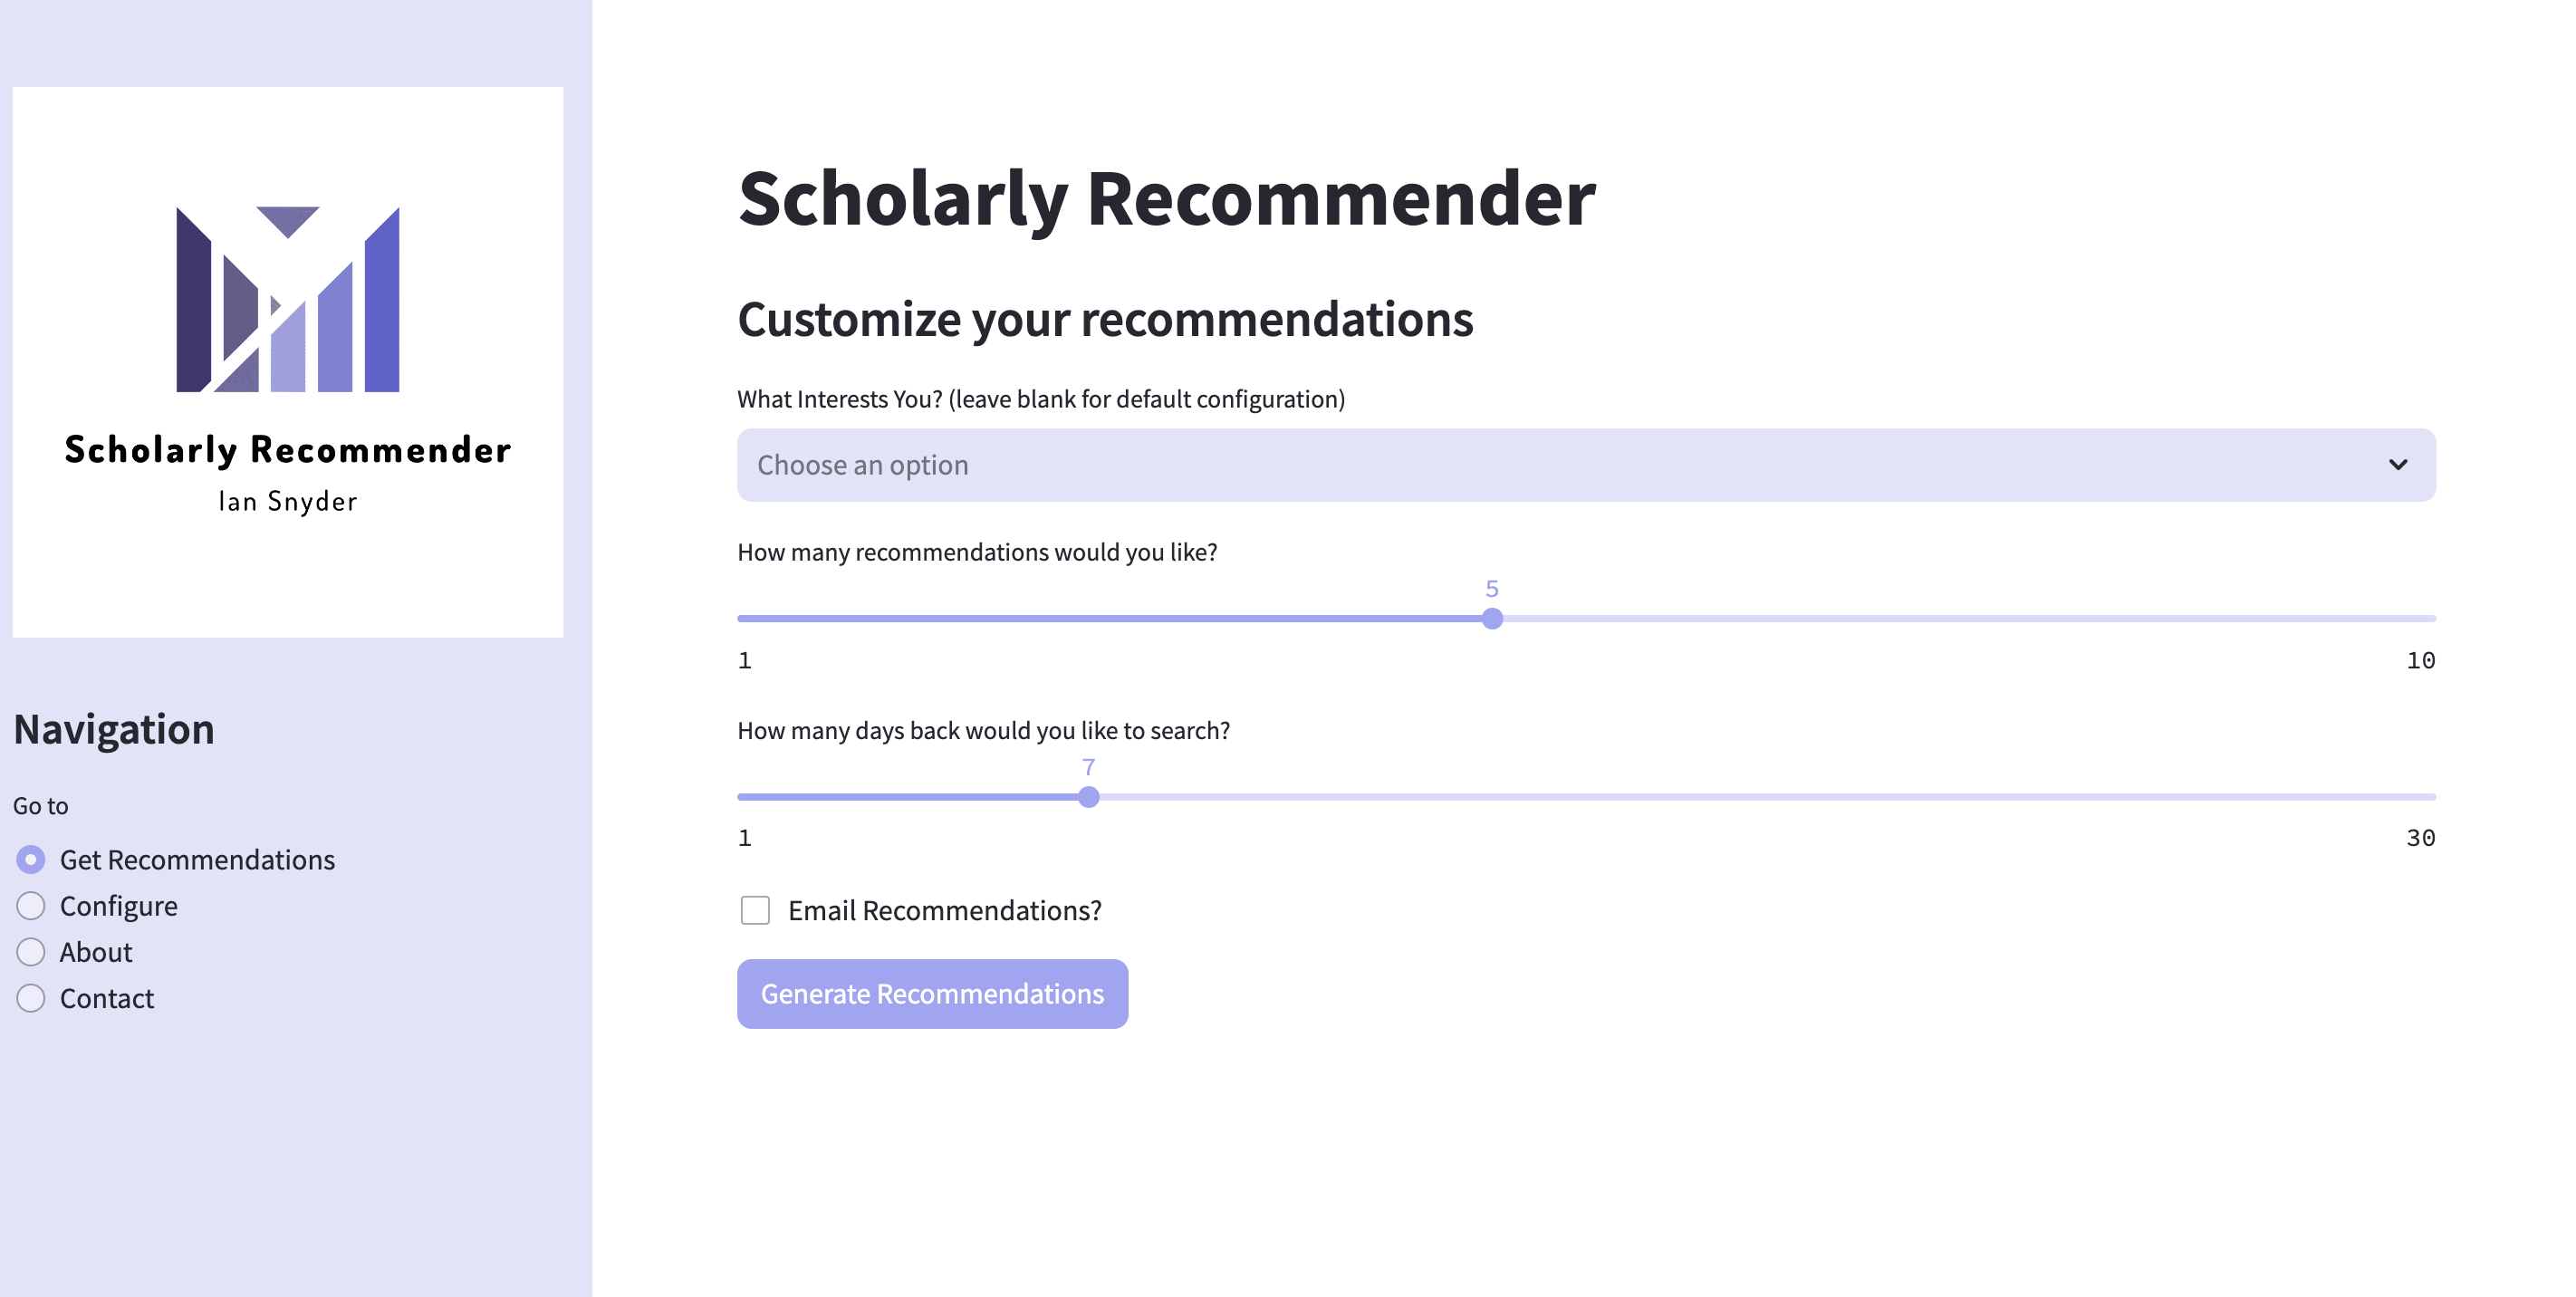 Scholarly Recommender
Ian Snyder
Navigation
Go to
Get Recommendations
Configure
About
Contact
Scholarly Recommender
Customize your recommendations
What Interests You? (leave blank for default configuration)
Choose an option
How many recommendations would you like?
5
1 10
How many days back would you like to search?
7
1 30
Email Recommendations?
Generate Recommendations